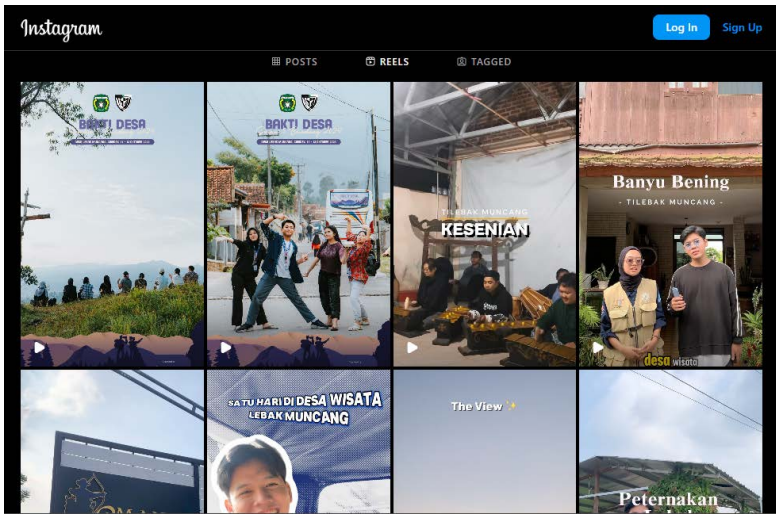 Instagram
Log In
Sign Up
POSTS
REELS
TAGGED
BAKTI DESA
BAKTI DESA
TILEBAK MUNCANG
KESENIAN
Banyu Bening
- TILEBAK MUNCANG -
desa wisata
SATU HARI DI DESA WISATA
LEBAK MUNCANG
The View ✨
Peternakan